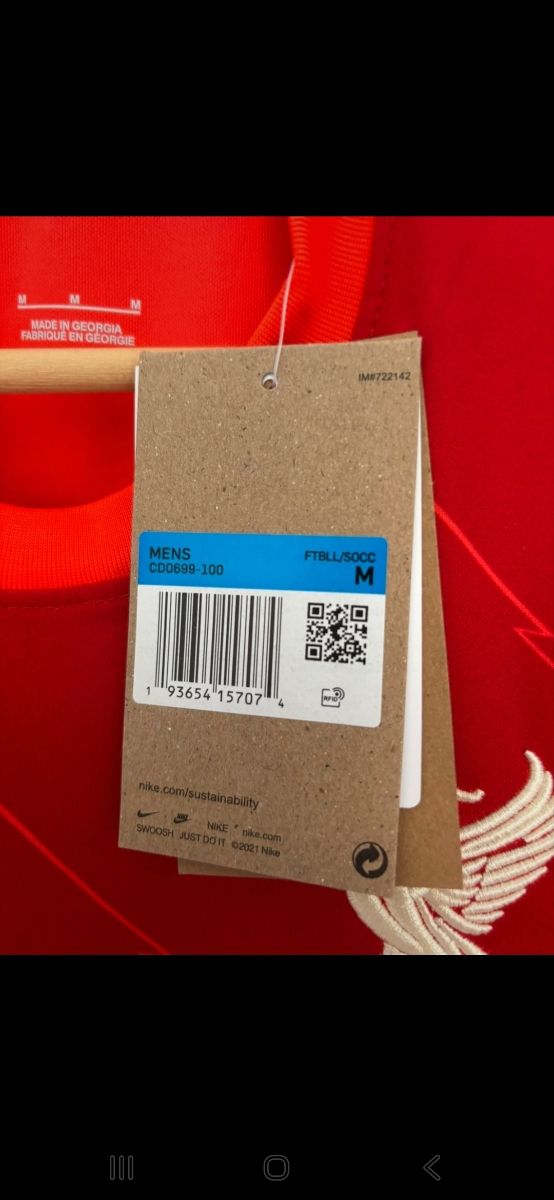 M M M
MADE IN GEORGIA
FABRIQUÉ EN GÉORGIE
IM#722142
MENS FTBLL/SOCC
CD0699-100 M
1 93654 15707 4
RFID
nike.com/sustainability
NIKE nike.com
SWOOSH JUST DO IT ©2021 Nike